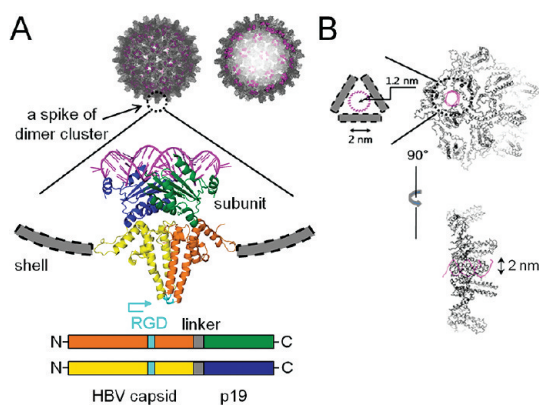 A
B
a spike of
dimer cluster
1.2 nm
2 nm
subunit
90°
shell
2 nm
RGD
linker
N
C
N
C
HBV capsid
p19